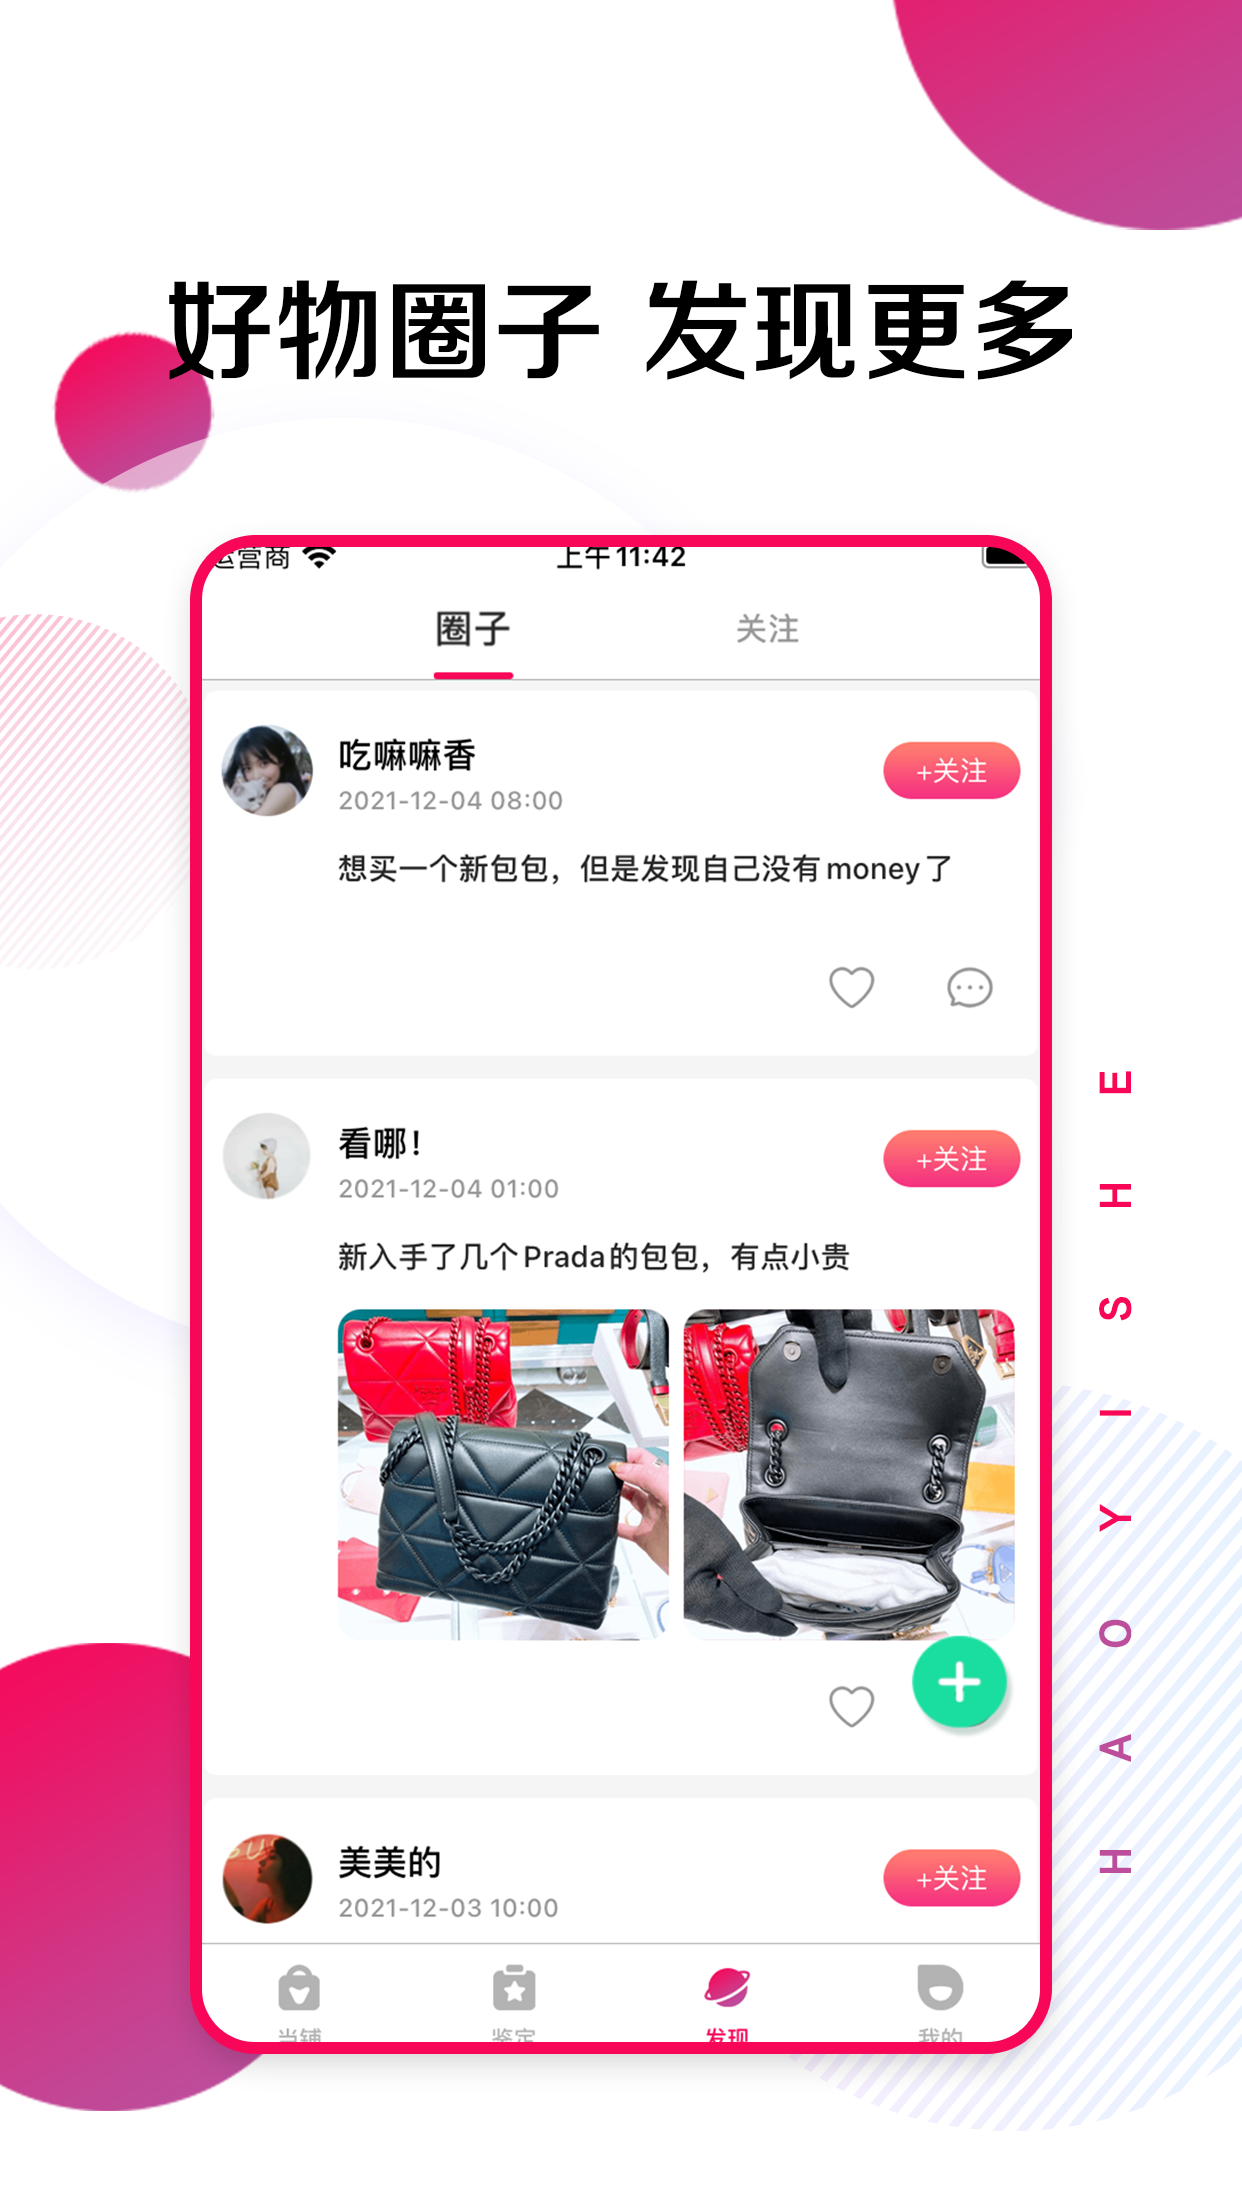 好物圈子 发现更多
运营商 上午11:42
圈子 关注
吃嘛嘛香
+关注
2021-12-04 08:00
想买一个新包包，但是发现自己没有money了
看哪！
+关注
2021-12-04 01:00
新入手了几个Prada的包包，有点小贵
美美的
+关注
2021-12-03 10:00
当铺 鉴定 发现 我的
HAOYISHE